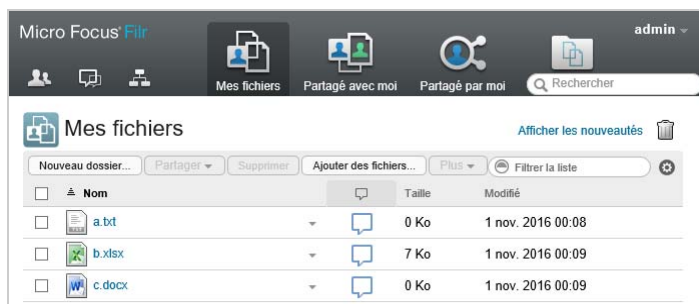 Micro Focus Filr
admin
Mes fichiers
Partagé avec moi
Partagé par moi
Rechercher
Mes fichiers
Afficher les nouveautés
Nouveau dossier...
Partager
Supprimer
Ajouter des fichiers...
Plus
Filtrer la liste
Nom
Taille
Modifié
a.txt
0 Ko
1 nov. 2016 00:08
b.xlsx
7 Ko
1 nov. 2016 00:09
c.docx
0 Ko
1 nov. 2016 00:09